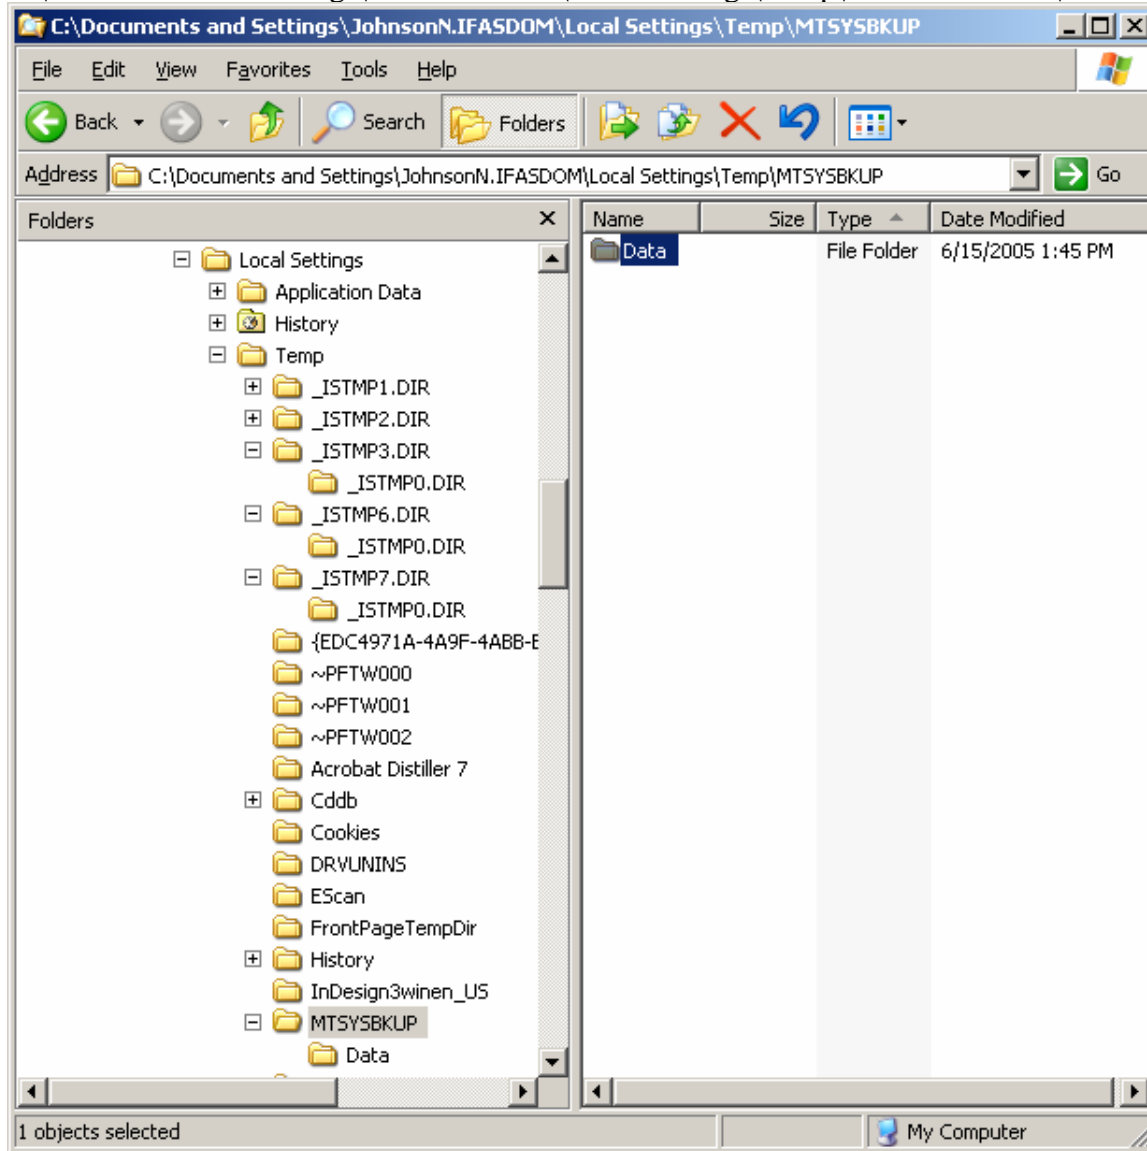 C:\Documents and Settings\JohnsonN.IFASDOM\Local Settings\Temp\MTSYSBKUP
File Edit View Favorites Tools Help
Back Search Folders
Address C:\Documents and Settings\JohnsonN.IFASDOM\Local Settings\Temp\MTSYSBKUP Go
Folders Name Size Type Date Modified
Data File Folder 6/15/2005 1:45 PM
Local Settings
Application Data
History
Temp
_ISTMP1.DIR
_ISTMP2.DIR
_ISTMP3.DIR
_ISTMP0.DIR
_ISTMP6.DIR
_ISTMP0.DIR
_ISTMP7.DIR
_ISTMP0.DIR
{EDC4971A-4A9F-4ABB-E
~PFTW000
~PFTW001
~PFTW002
Acrobat Distiller 7
Cddb
Cookies
DRVUNINS
EScan
FrontPageTempDir
History
InDesign3winen_US
MTSYSBKUP
Data
1 objects selected My Computer